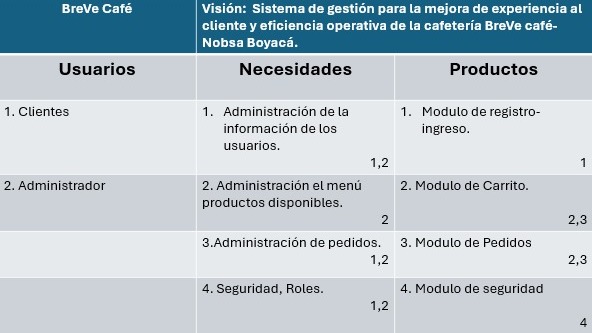 BreVe Café
Visión: Sistema de gestión para la mejora de experiencia al
cliente y eficiencia operativa de la cafetería BreVe café-
Nobsa Boyacá.
Usuarios
Necesidades
Productos
1. Clientes
1. Administración de la
información de los
usuarios.
1,2
1. Modulo de registro-
ingreso.
1
2. Administrador
2. Administración el menú
productos disponibles.
2
2. Modulo de Carrito.
2,3
3.Administración de pedidos.
1,2
3. Modulo de Pedidos
2,3
4. Seguridad, Roles.
1,2
4. Modulo de seguridad
4